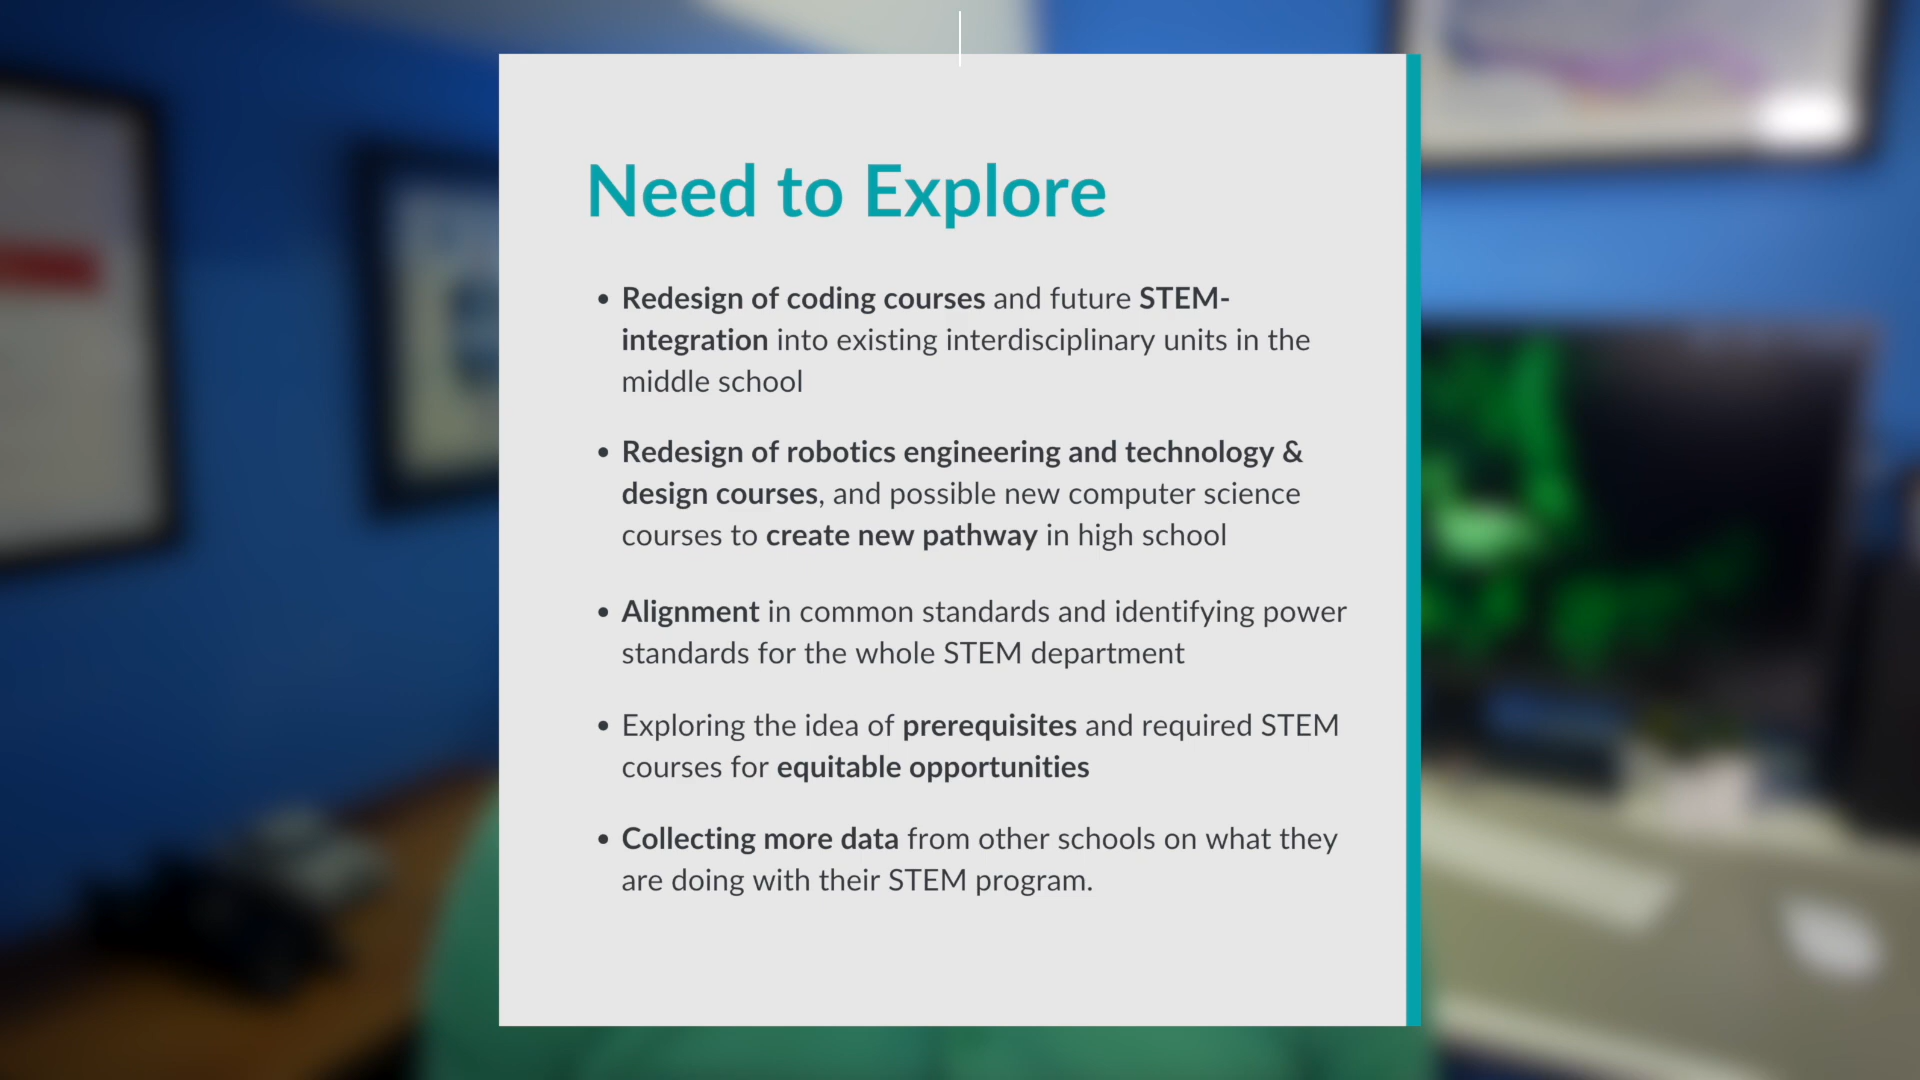 Need to Explore
• Redesign of coding courses and future STEM-
integration into existing interdisciplinary units in the
middle school
• Redesign of robotics engineering and technology &
design courses, and possible new computer science
courses to create new pathway in high school
• Alignment in common standards and identifying power
standards for the whole STEM department
• Exploring the idea of prerequisites and required STEM
courses for equitable opportunities
• Collecting more data from other schools on what they
are doing with their STEM program.